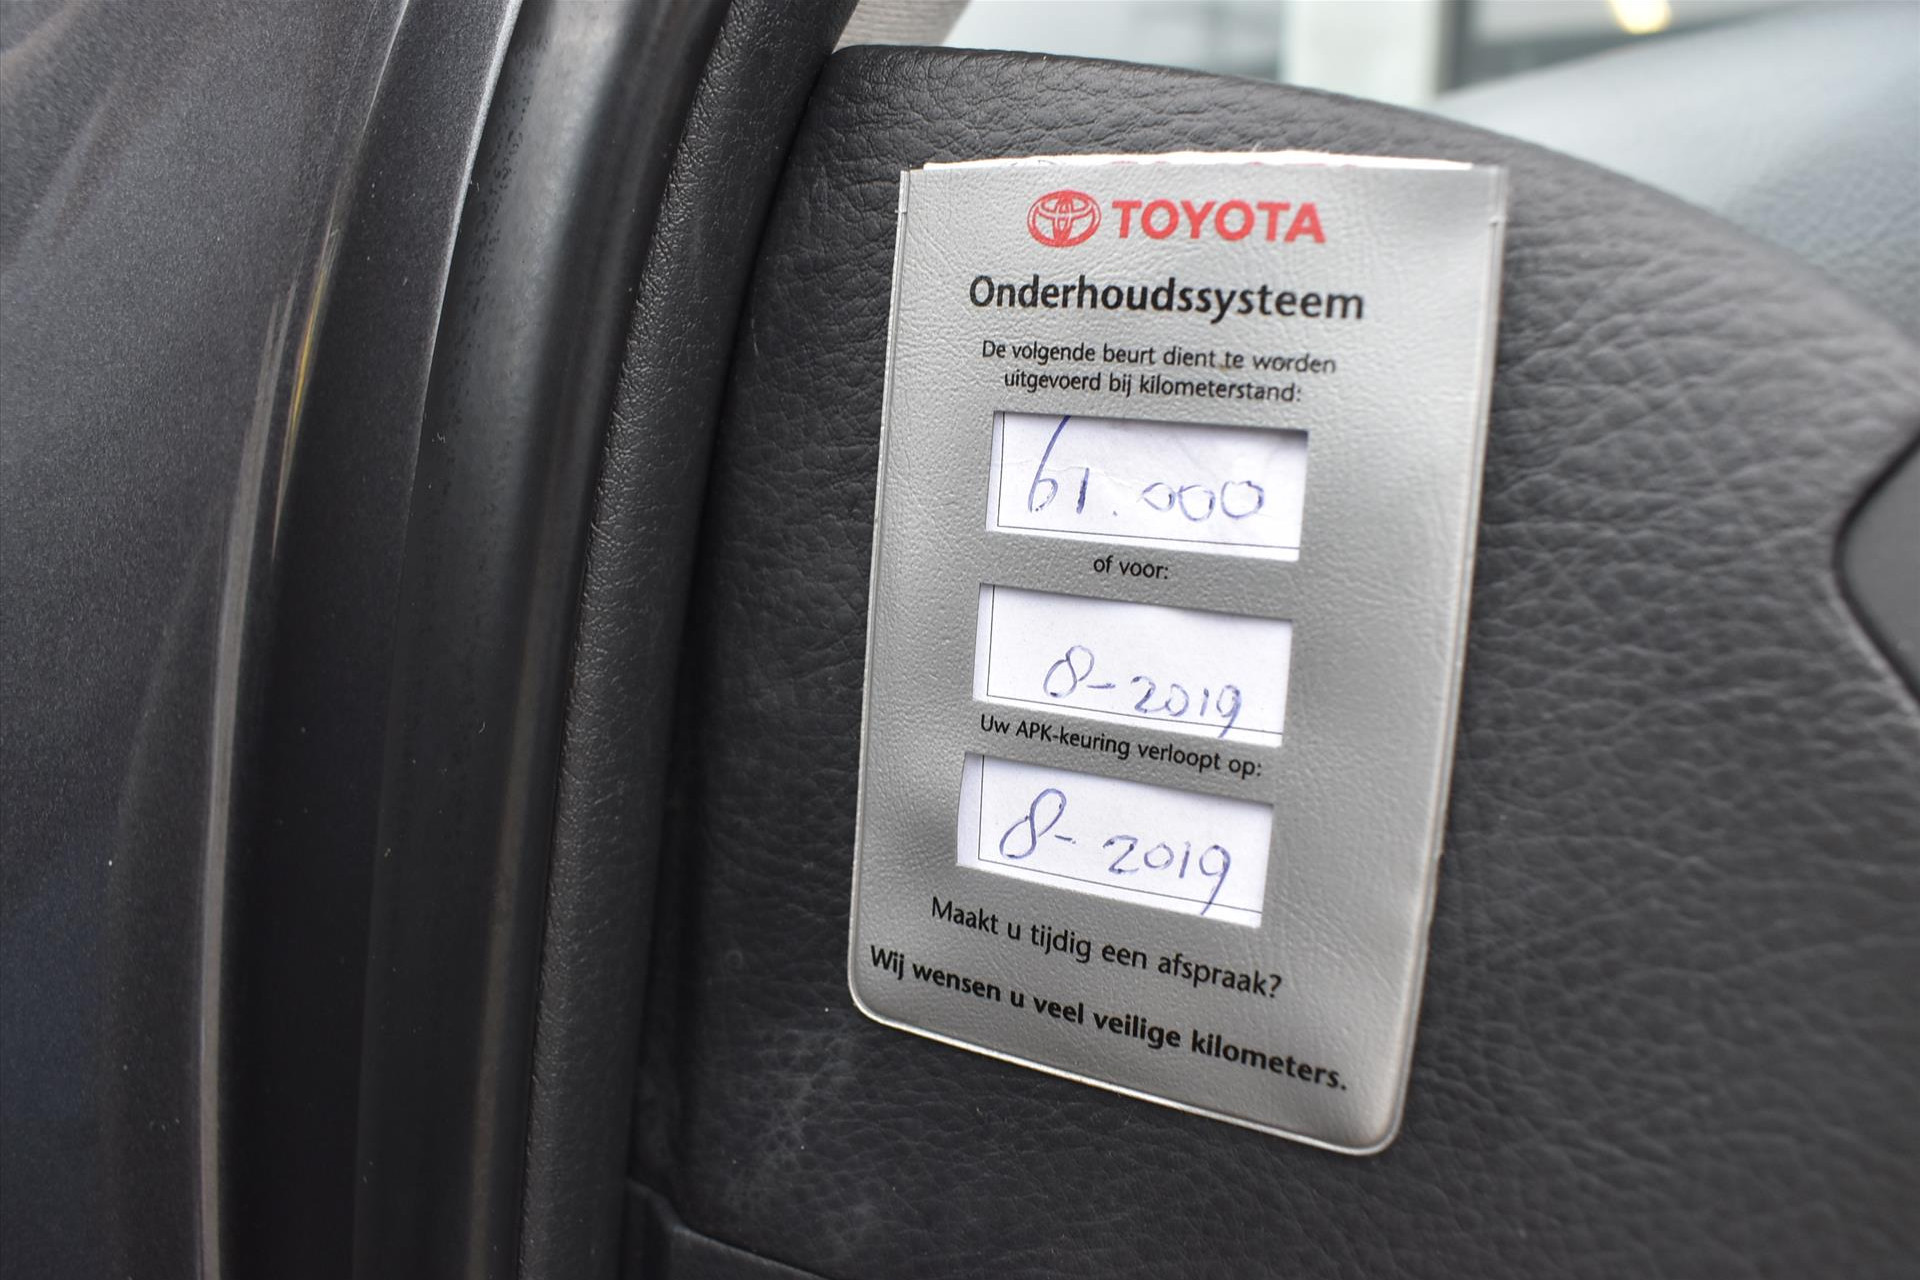 TOYOTA
Onderhoudssysteem
De volgende beurt dient te worden
uitgevoerd bij kilometerstand:
61.000
of voor:
8-2019
Uw APK-keuring verloopt op:
8-2019
Maakt u tijdig een afspraak?
Wij wensen u veel veilige kilometers.